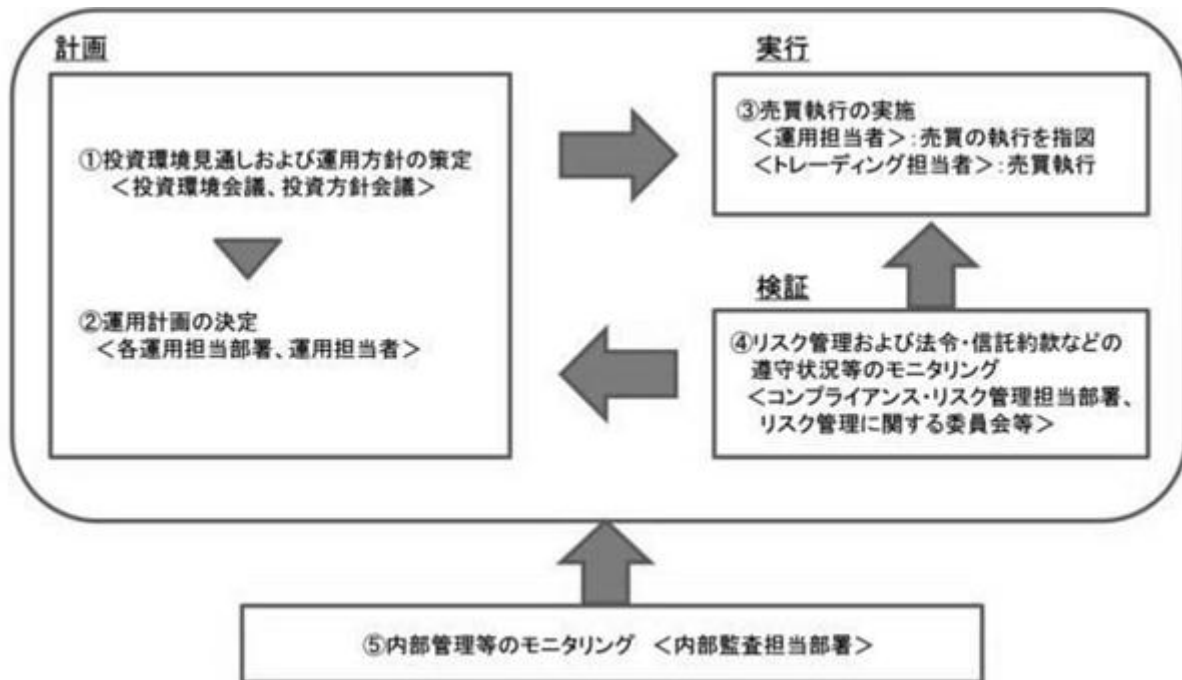 計画
①投資環境見通しおよび運用方針の策定
＜投資環境会議、投資方針会議＞
②運用計画の決定
＜各運用担当部署、運用担当者＞
実行
③売買執行の実施
＜運用担当者＞：売買の執行を指図
＜トレーディング担当者＞：売買執行
検証
④リスク管理および法令・信託約款などの
遵守状況等のモニタリング
＜コンプライアンス・リスク管理担当部署、
リスク管理に関する委員会等＞
⑤内部管理等のモニタリング ＜内部監査担当部署＞